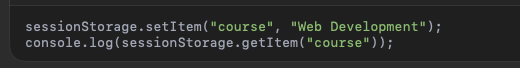 sessionStorage.setItem("course", "Web Development");
console.log(sessionStorage.getItem("course"));